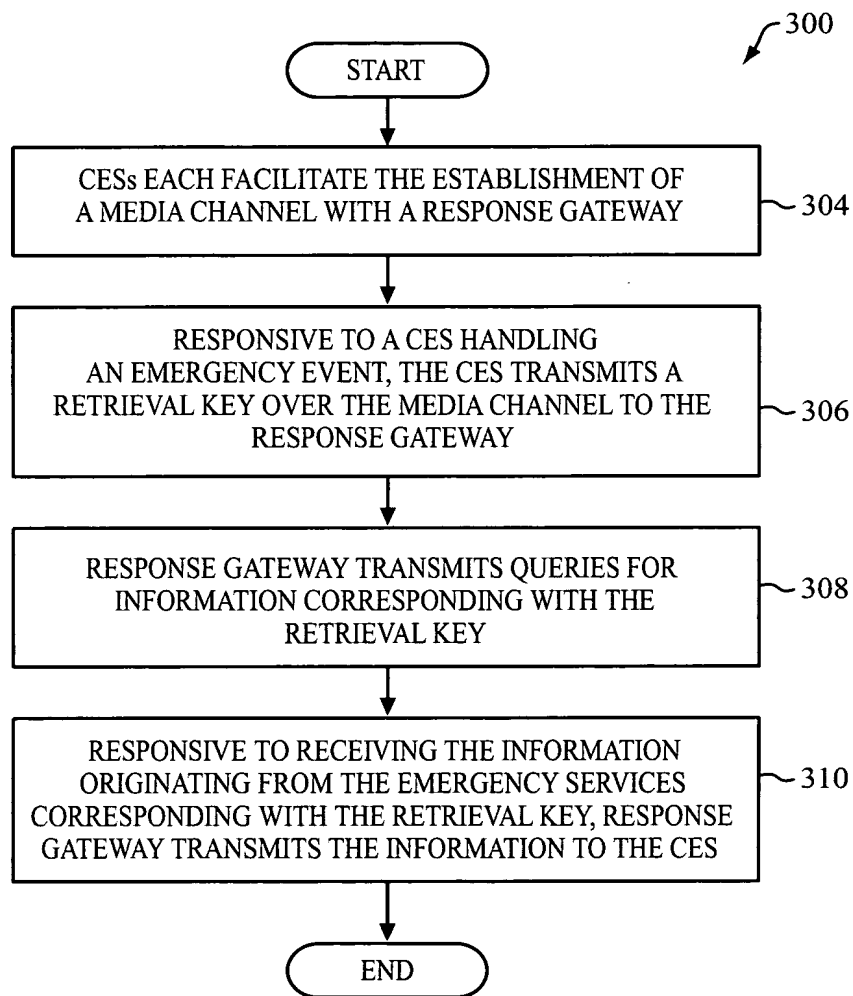 300
START
CESs EACH FACILITATE THE ESTABLISHMENT OF
A MEDIA CHANNEL WITH A RESPONSE GATEWAY
304
RESPONSIVE TO A CES HANDLING
AN EMERGENCY EVENT, THE CES TRANSMITS A
RETRIEVAL KEY OVER THE MEDIA CHANNEL TO THE
RESPONSE GATEWAY
306
RESPONSE GATEWAY TRANSMITS QUERIES FOR
INFORMATION CORRESPONDING WITH THE
RETRIEVAL KEY
308
RESPONSIVE TO RECEIVING THE INFORMATION
ORIGINATING FROM THE EMERGENCY SERVICES
CORRESPONDING WITH THE RETRIEVAL KEY, RESPONSE
GATEWAY TRANSMITS THE INFORMATION TO THE CES
310
END